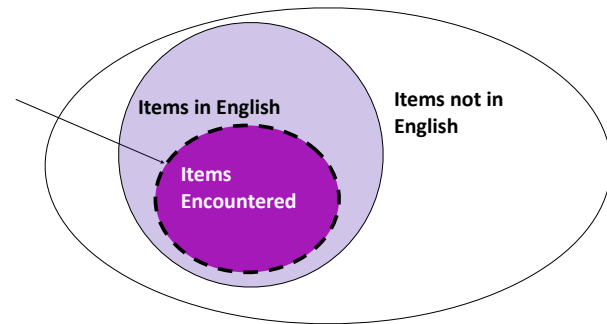 Items in English
Items not in
English
Items
Encountered